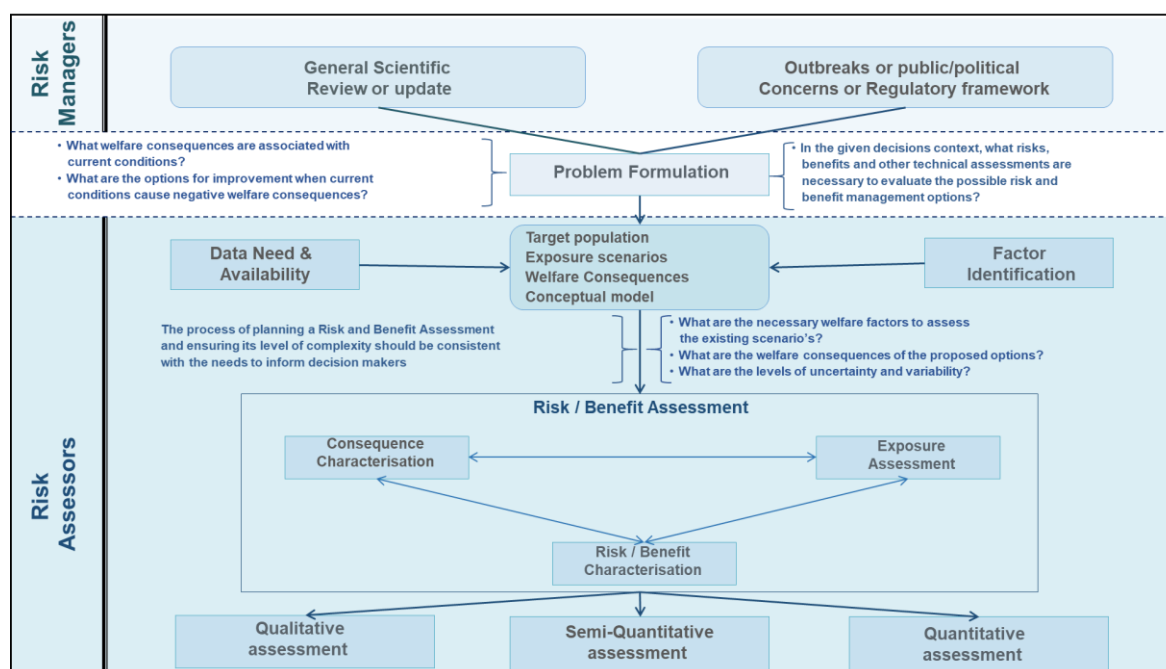 Risk
Managers
General Scientific
Review or update
Outbreaks or public/political
Concerns or Regulatory framework
• What welfare consequences are associated with
current conditions?
• What are the options for improvement when current
conditions cause negative welfare consequences?
Problem Formulation
• In the given decisions context, what risks,
benefits and other technical assessments are
necessary to evaluate the possible risk and
benefit management options?
Risk
Assessors
Data Need &
Availability
Target population
Exposure scenarios
Welfare Consequences
Conceptual model
Factor
Identification
The process of planning a Risk and Benefit Assessment
and ensuring its level of complexity should be consistent
with the needs to inform decision makers
• What are the necessary welfare factors to assess
the existing scenario's?
• What are the welfare consequences of the proposed options?
• What are the levels of uncertainty and variability?
Risk / Benefit Assessment
Consequence
Characterisation
Exposure
Assessment
Risk / Benefit
Characterisation
Qualitative
assessment
Semi-Quantitative
assessment
Quantitative
assessment